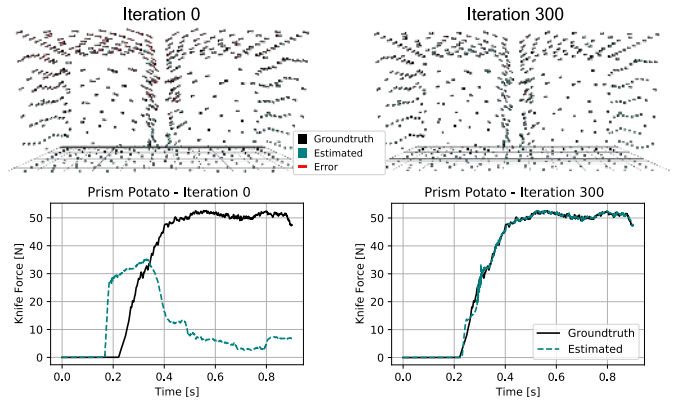 Iteration 0
Iteration 300
Groundtruth
Estimated
Error
Prism Potato - Iteration 0
Knife Force [N]
50
40
30
20
10
0
0.0 0.2 0.4 0.6 0.8
Time [s]
Prism Potato - Iteration 300
Knife Force [N]
50
40
30
20
10
0
Groundtruth
Estimated
0.0 0.2 0.4 0.6 0.8
Time [s]